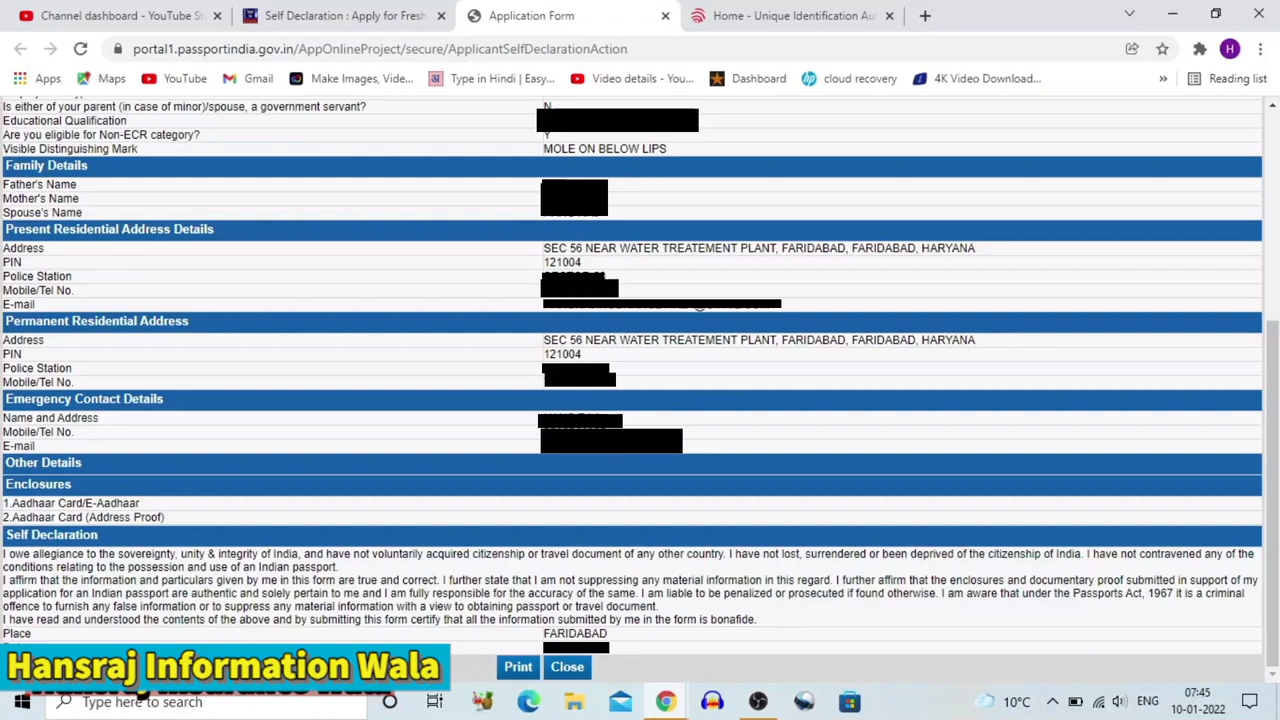 Channel dashboard - YouTube St
Self Declaration : Apply for Fresh
Application Form
Home - Unique Identification Aut
portal1.passportindia.gov.in/AppOnlineProject/secure/ApplicantSelfDeclarationAction
H
Apps
Maps
YouTube
Gmail
Make Images, Vide...
अ Type in Hindi | Easy...
Video details - You...
Dashboard
hp cloud recovery
4K Video Download...
»
Reading list
Is either of your parent (in case of minor)/spouse, a government servant? N
Educational Qualification
Are you eligible for Non-ECR category? Y
Visible Distinguishing Mark MOLE ON BELOW LIPS
Family Details
Father's Name
Mother's Name
Spouse's Name
Present Residential Address Details
Address SEC 56 NEAR WATER TREATEMENT PLANT, FARIDABAD, FARIDABAD, HARYANA
PIN 121004
Police Station
Mobile/Tel No.
E-mail
Permanent Residential Address
Address SEC 56 NEAR WATER TREATEMENT PLANT, FARIDABAD, FARIDABAD, HARYANA
PIN 121004
Police Station
Mobile/Tel No.
Emergency Contact Details
Name and Address
Mobile/Tel No.
E-mail
Other Details
Enclosures
1.Aadhaar Card/E-Aadhaar
2.Aadhaar Card (Address Proof)
Self Declaration
I owe allegiance to the sovereignty, unity & integrity of India, and have not voluntarily acquired citizenship or travel document of any other country. I have not lost, surrendered or been deprived of the citizenship of India. I have not contravened any of the
conditions relating to the possession and use of an Indian passport.
I affirm that the information and particulars given by me in this form are true and correct. I further state that I am not suppressing any material information in this regard. I further affirm that the enclosures and documentary proof submitted in support of my
application for an Indian passport are authentic and solely pertain to me and I am fully responsible for the accuracy of the same. I am liable to be penalized or prosecuted if found otherwise. I am aware that under the Passports Act, 1967 it is a criminal
offence to furnish any false information or to suppress any material information with a view to obtaining passport or travel document.
I have read and understood the contents of the above and by submitting this form certify that all the information submitted by me in the form is bonafide.
Place FARIDABAD
Hansraj Information Wala
Print Close
Type here to search
10°C
ENG
07:45
10-01-2022